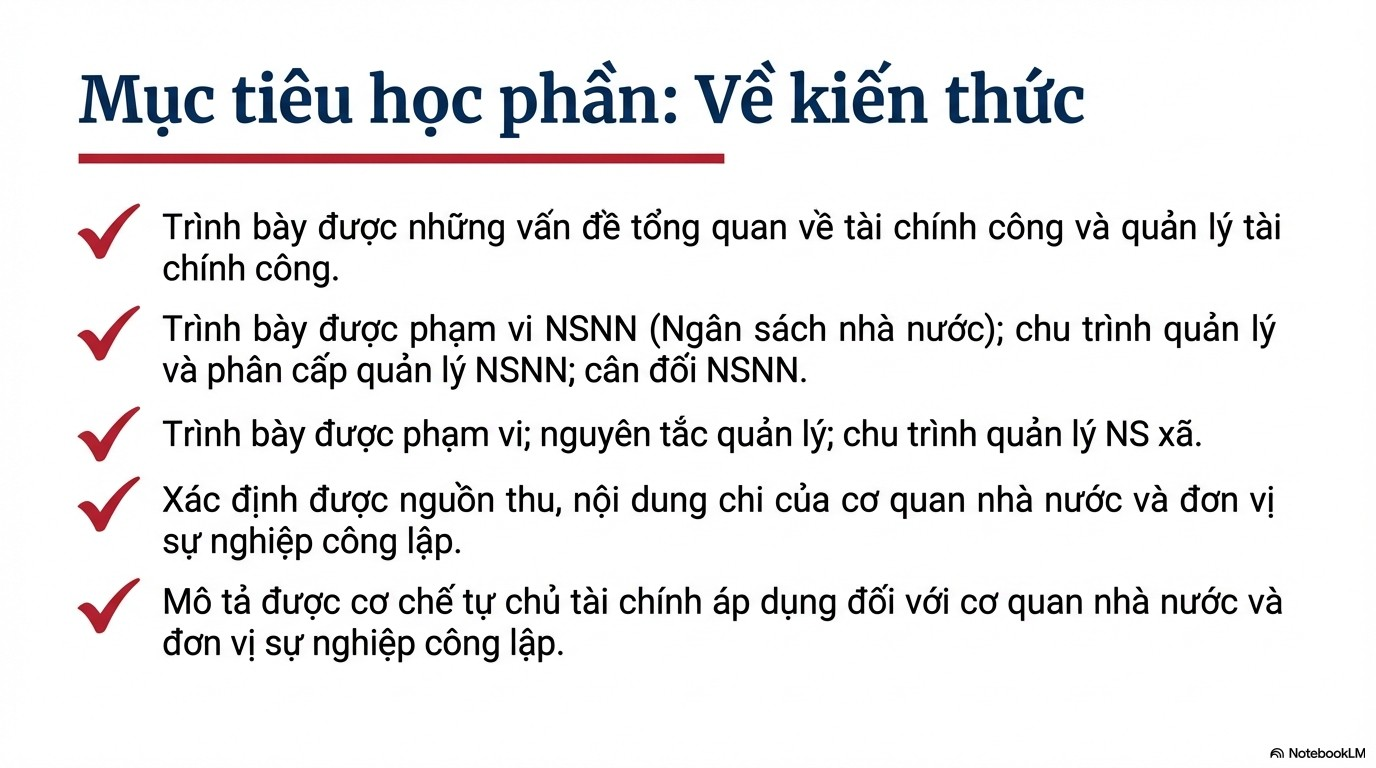 Mục tiêu học phần: Về kiến thức
Trình bày được những vấn đề tổng quan về tài chính công và quản lý tài
chính công.
Trình bày được phạm vi NSNN (Ngân sách nhà nước); chu trình quản lý
và phân cấp quản lý NSNN; cân đối NSNN.
Trình bày được phạm vi; nguyên tắc quản lý; chu trình quản lý NS xã.
Xác định được nguồn thu, nội dung chi của cơ quan nhà nước và đơn vị
sự nghiệp công lập.
Mô tả được cơ chế tự chủ tài chính áp dụng đối với cơ quan nhà nước và
đơn vị sự nghiệp công lập.
NotebookLM